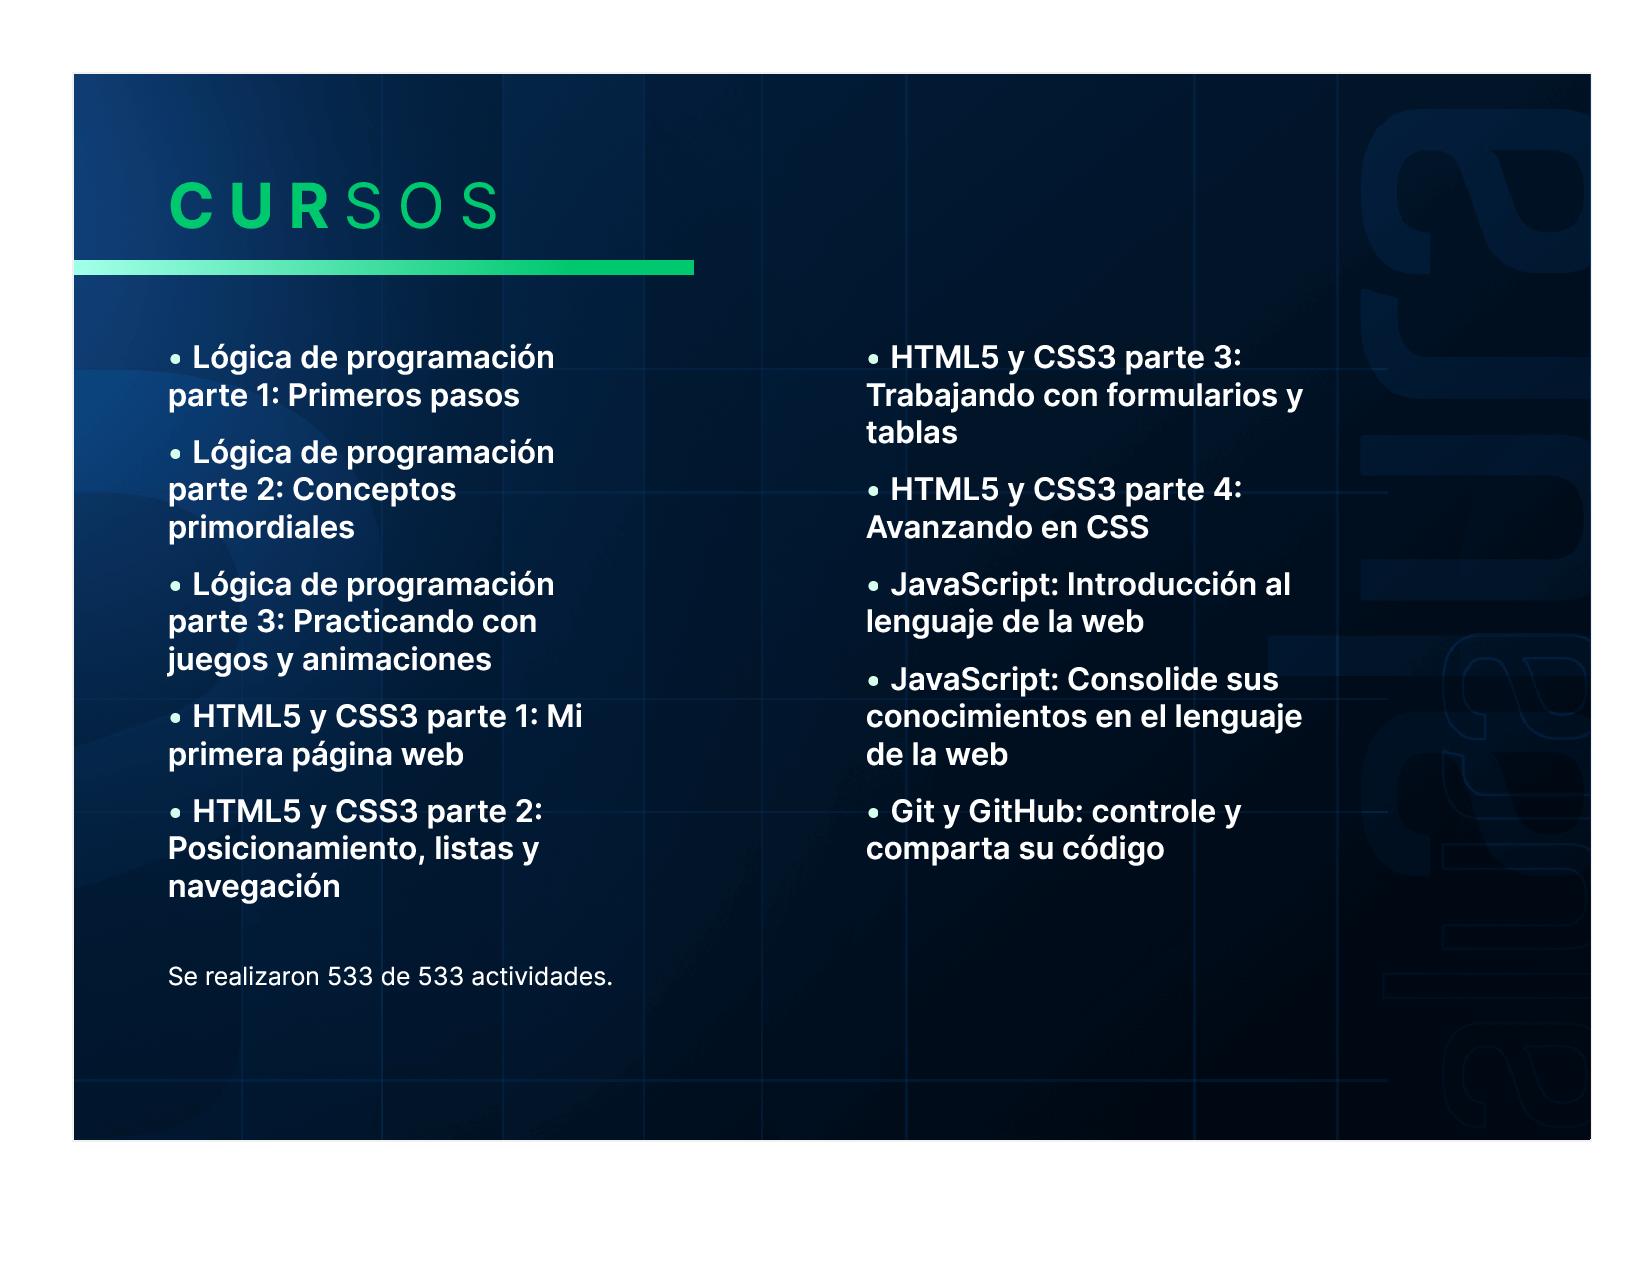 CURSOS
• Lógica de programación
parte 1: Primeros pasos
• Lógica de programación
parte 2: Conceptos
primordiales
• Lógica de programación
parte 3: Practicando con
juegos y animaciones
• HTML5 y CSS3 parte 1: Mi
primera página web
• HTML5 y CSS3 parte 2:
Posicionamiento, listas y
navegación
• HTML5 y CSS3 parte 3:
Trabajando con formularios y
tablas
• HTML5 y CSS3 parte 4:
Avanzando en CSS
• JavaScript: Introducción al
lenguaje de la web
• JavaScript: Consolide sus
conocimientos en el lenguaje
de la web
• Git y GitHub: controle y
comparta su código
Se realizaron 533 de 533 actividades.
alura
alura